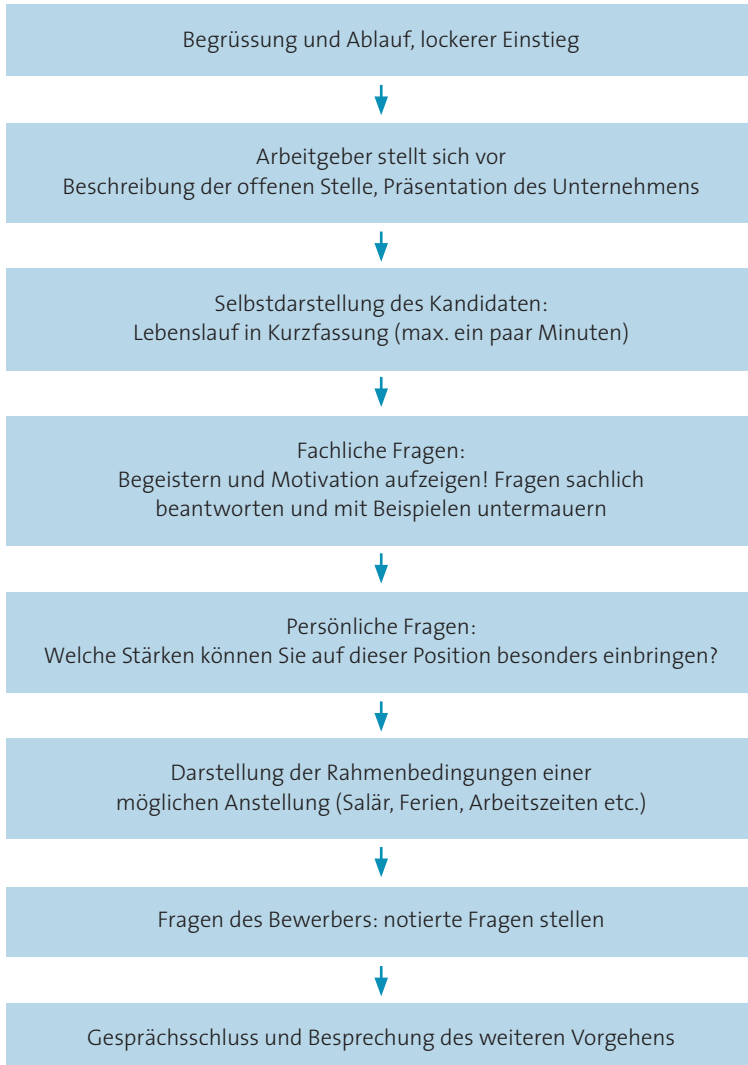 Begrüssung und Ablauf, lockerer Einstieg
Arbeitgeber stellt sich vor
Beschreibung der offenen Stelle, Präsentation des Unternehmens
Selbstdarstellung des Kandidaten:
Lebenslauf in Kurzfassung (max. ein paar Minuten)
Fachliche Fragen:
Begeistern und Motivation aufzeigen! Fragen sachlich
beantworten und mit Beispielen untermauern
Persönliche Fragen:
Welche Stärken können Sie auf dieser Position besonders einbringen?
Darstellung der Rahmenbedingungen einer
möglichen Anstellung (Salär, Ferien, Arbeitszeiten etc.)
Fragen des Bewerbers: notierte Fragen stellen
Gesprächsschluss und Besprechung des weiteren Vorgehens